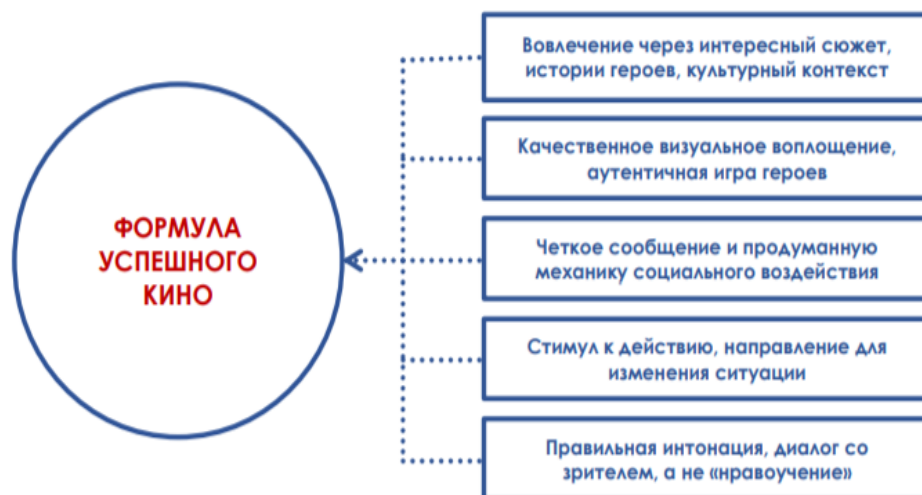 ФОРМУЛА
УСПЕШНОГО
КИНО
Вовлечение через интересный сюжет,
истории героев, культурный контекст
Качественное визуальное воплощение,
аутентичная игра героев
Четкое сообщение и продуманную
механику социального воздействия
Стимул к действию, направление для
изменения ситуации
Правильная интонация, диалог со
зрителем, а не «нравоучение»